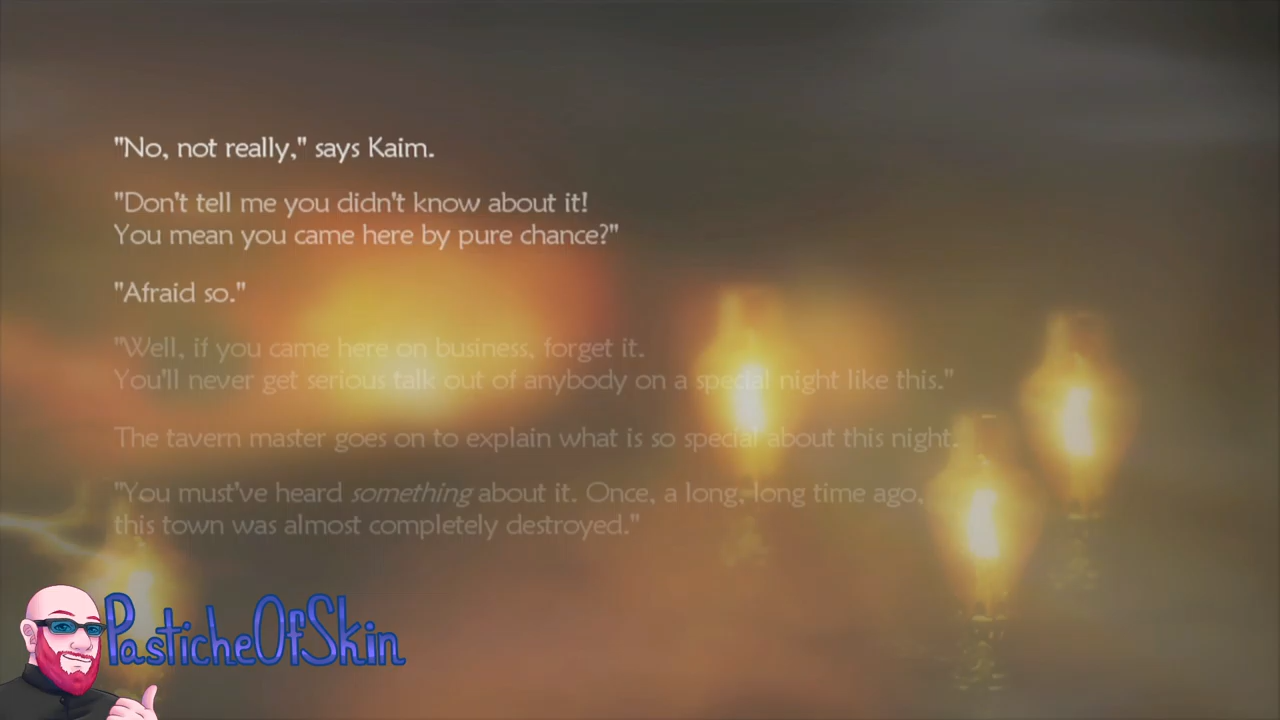 "No, not really," says Kaim.
"Don't tell me you didn't know about it!
You mean you came here by pure chance?"
"Afraid so."
"Well, if you came here on business, forget it.
You'll never get serious talk out of anybody on a special night like this."
The tavern master goes on to explain what is so special about this night.
"You must've heard something about it. Once, a long, long time ago,
this town was almost completely destroyed."
PasticheOfSkin